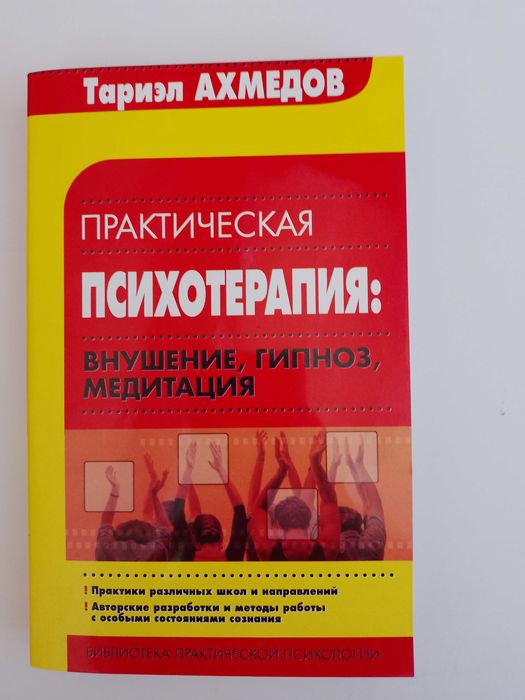 Тариэл АХМЕДОВ
ПРАКТИЧЕСКАЯ
ПСИХОТЕРАПИЯ:
ВНУШЕНИЕ, ГИПНОЗ,
МЕДИТАЦИЯ
! Практики различных школ и направлений
! Авторские разработки и методы работы
с особыми состояниями сознания
БИБЛИОТЕКА ПРАКТИЧЕСКОЙ ПСИХОЛОГИИ